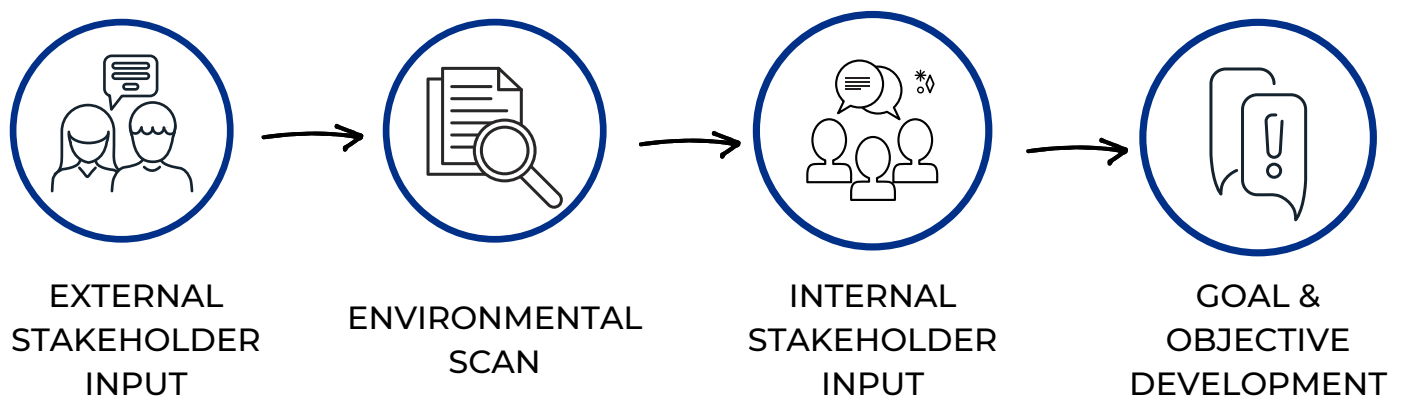 EXTERNAL
STAKEHOLDER
INPUT
ENVIRONMENTAL
SCAN
INTERNAL
STAKEHOLDER
INPUT
GOAL &
OBJECTIVE
DEVELOPMENT